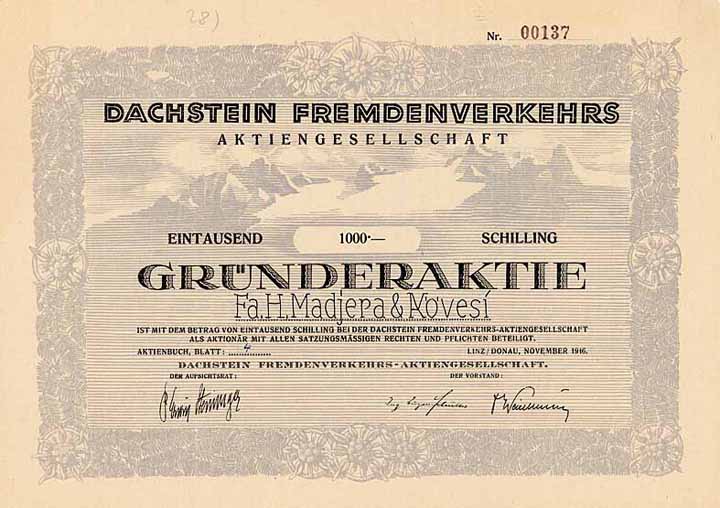 28)
Nr. 00137
DACHSTEIN FREMDENVERKEHRS
AKTIENGESELLSCHAFT
EINTAUSEND 1000·— SCHILLING
GRÜNDERAKTIE
Fa.H.Madjera & Kovesi
IST MIT DEM BETRAG VON EINTAUSEND SCHILLING BEI DER DACHSTEIN FREMDENVERKEHRS-AKTIENGESELLSCHAFT
ALS AKTIONÄR MIT ALLEN SATZUNGSMÄSSIGEN RECHTEN UND PFLICHTEN BETEILIGT.
AKTIENBUCH, BLATT: 4 LINZ/DONAU, NOVEMBER 1946.
DACHSTEIN FREMDENVERKEHRS-AKTIENGESELLSCHAFT.
DER AUFSICHTSRAT: DER VORSTAND: